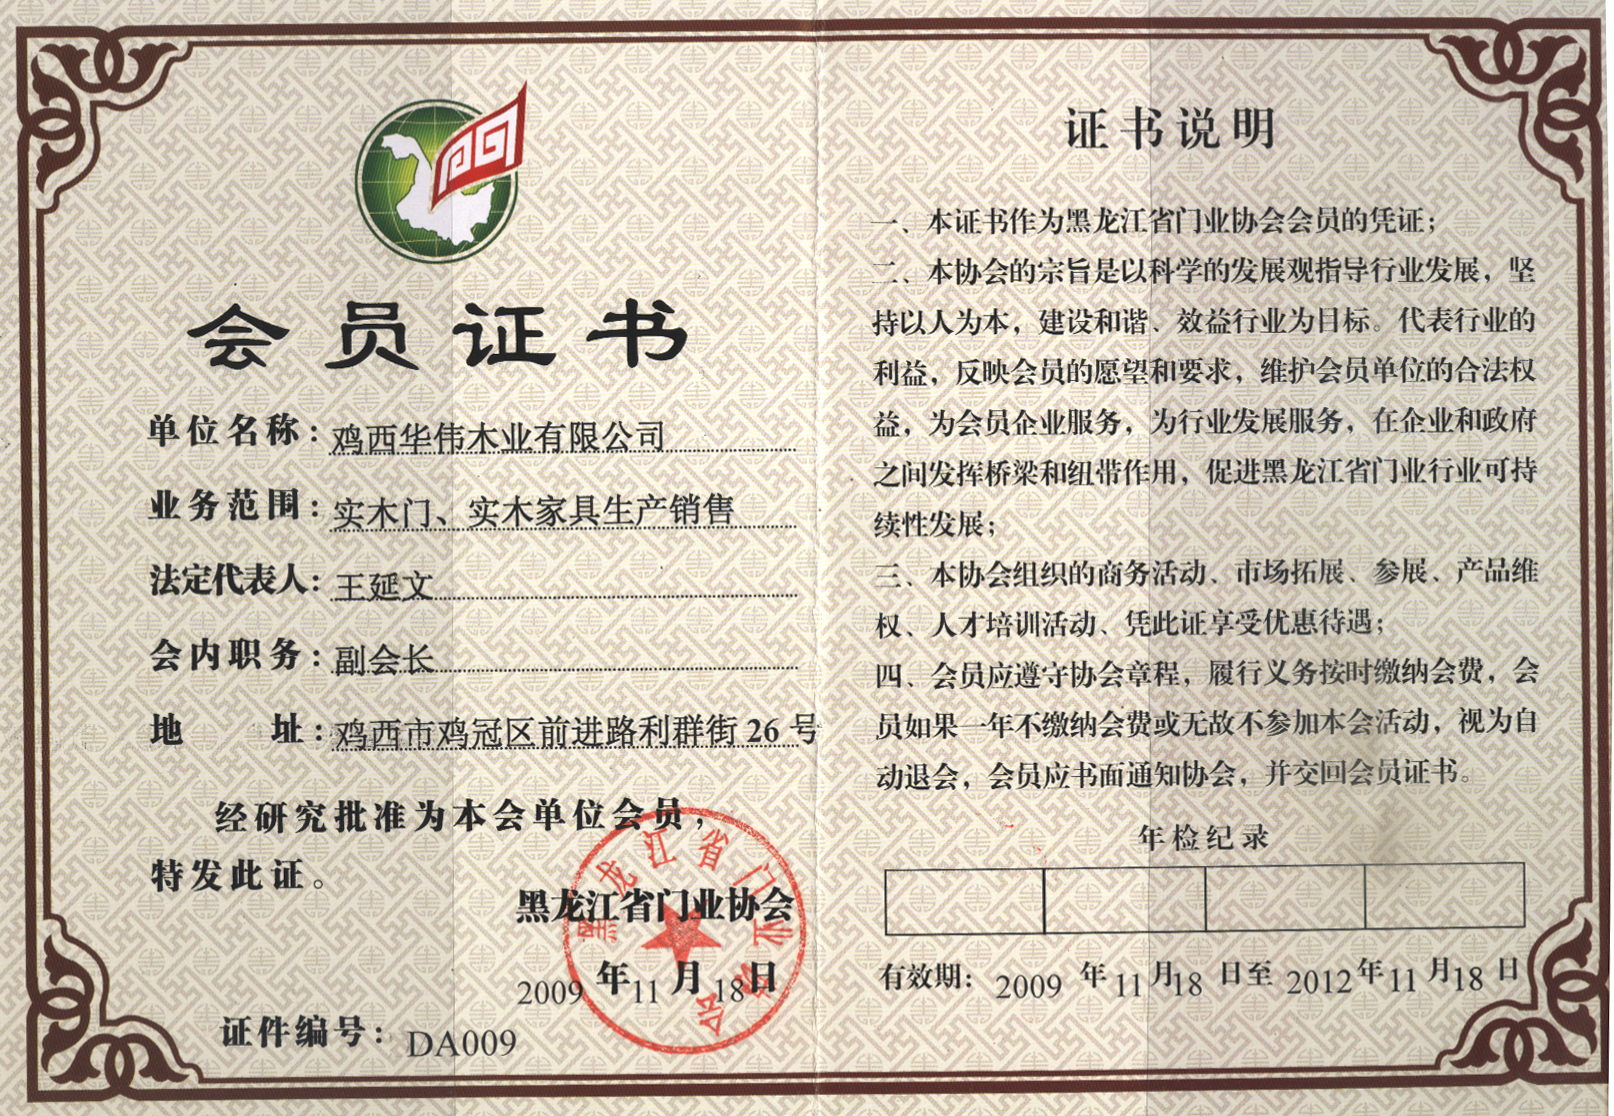 会员证书
单位名称：鸡西华伟木业有限公司
业务范围：实木门、实木家具生产销售
法定代表人：王延文
会内职务：副会长
地 址：鸡西市鸡冠区前进路利群街26号
经研究批准为本会单位会员，
特发此证。
黑龙江省门业协会
2009年11月18日
黑龙江省门业协会
证件编号：DA009
证书说明
一、本证书作为黑龙江省门业协会会员的凭证；
二、本协会的宗旨是以科学的发展观指导行业发展，坚
持以人为本，建设和谐、效益行业为目标。代表行业的
利益，反映会员的愿望和要求，维护会员单位的合法权
益，为会员企业服务，为行业发展服务，在企业和政府
之间发挥桥梁和纽带作用，促进黑龙江省门业行业可持
续性发展；
三、本协会组织的商务活动、市场拓展、参展、产品维
权、人才培训活动、凭此证享受优惠待遇；
四、会员应遵守协会章程，履行义务按时缴纳会费，会
员如果一年不缴纳会费或无故不参加本会活动，视为自
动退会，会员应书面通知协会，并交回会员证书。
年检纪录
有效期：2009年11月18日至2012年11月18日